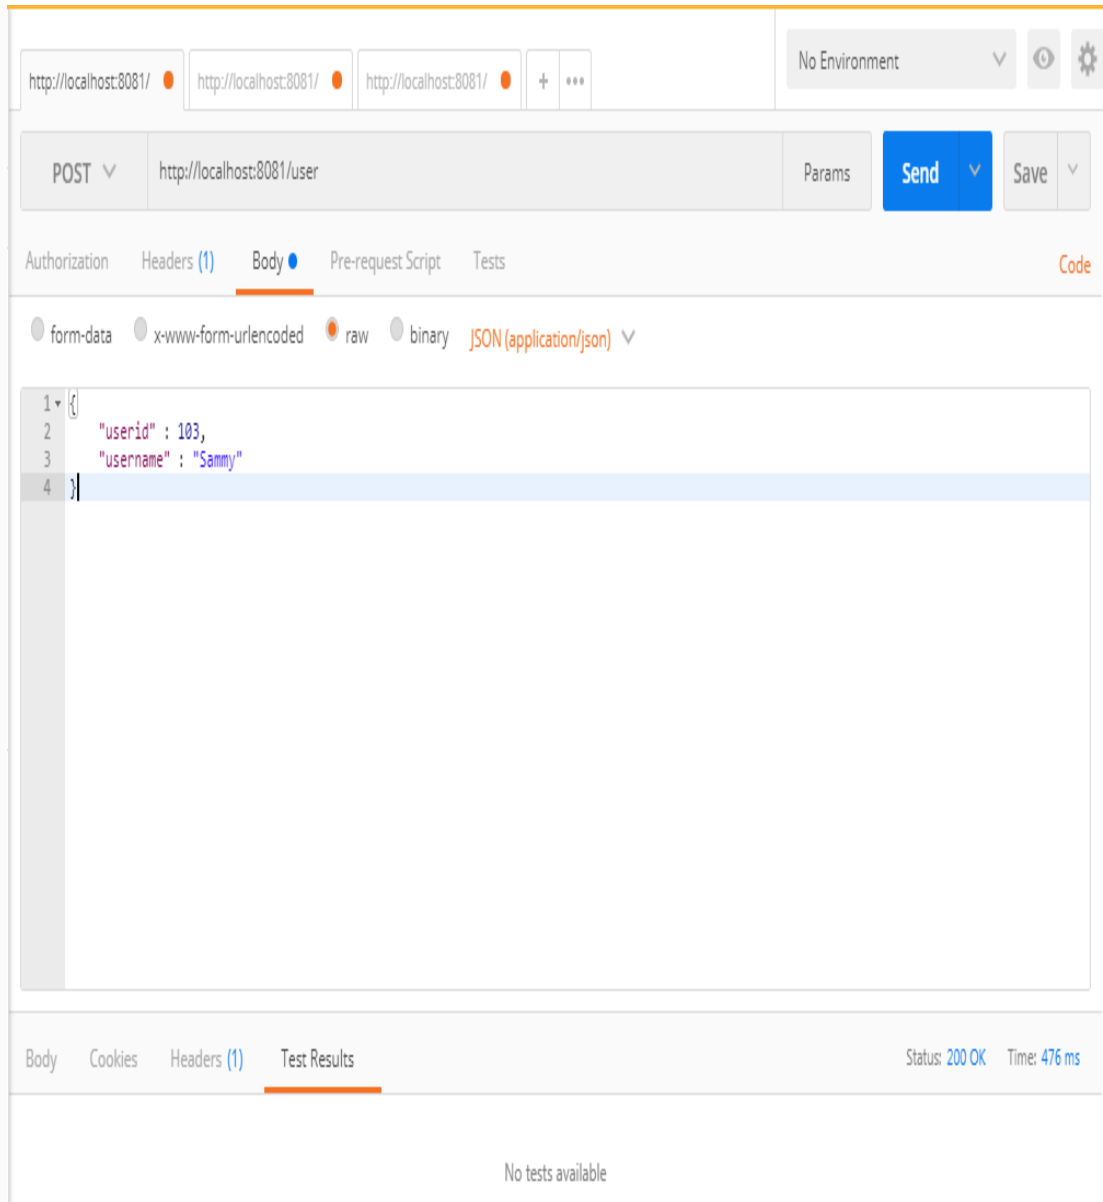 http://localhost:8081/ http://localhost:8081/ http://localhost:8081/ + ••• No Environment
POST http://localhost:8081/user Params Send Save
Authorization Headers (1) Body Pre-request Script Tests Code
form-data x-www-form-urlencoded raw binary JSON (application/json)
1 {
2 "userid" : 103,
3 "username" : "Sammy"
4 }
Body Cookies Headers (1) Test Results Status: 200 OK Time: 476 ms
No tests available